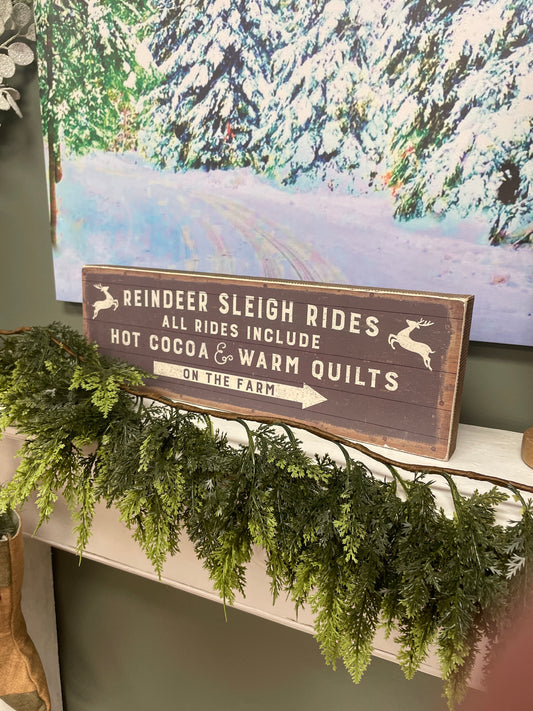 REINDEER SLEIGH RIDES
ALL RIDES INCLUDE
HOT COCOA & WARM QUILTS
ON THE FARM